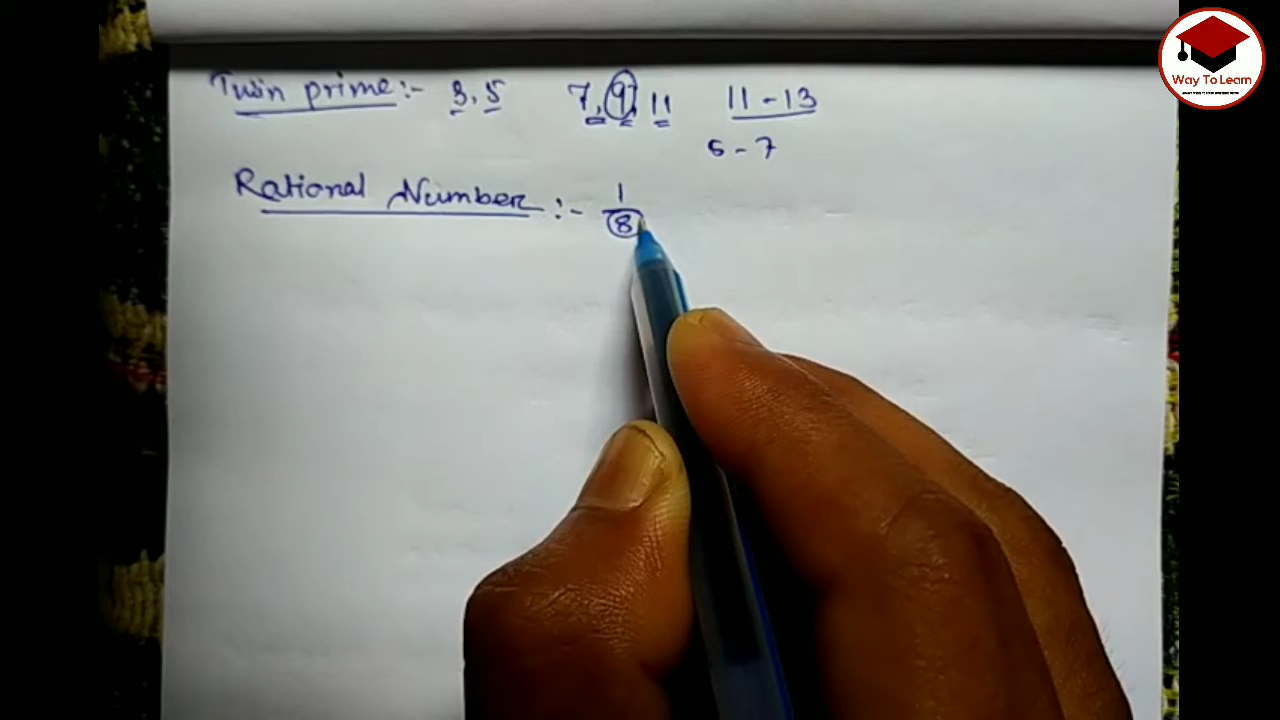 Twin prime :- 3, 5 7, 9, 11 11 - 13
5 - 7
Rational Number :- 1/8
Way To Learn